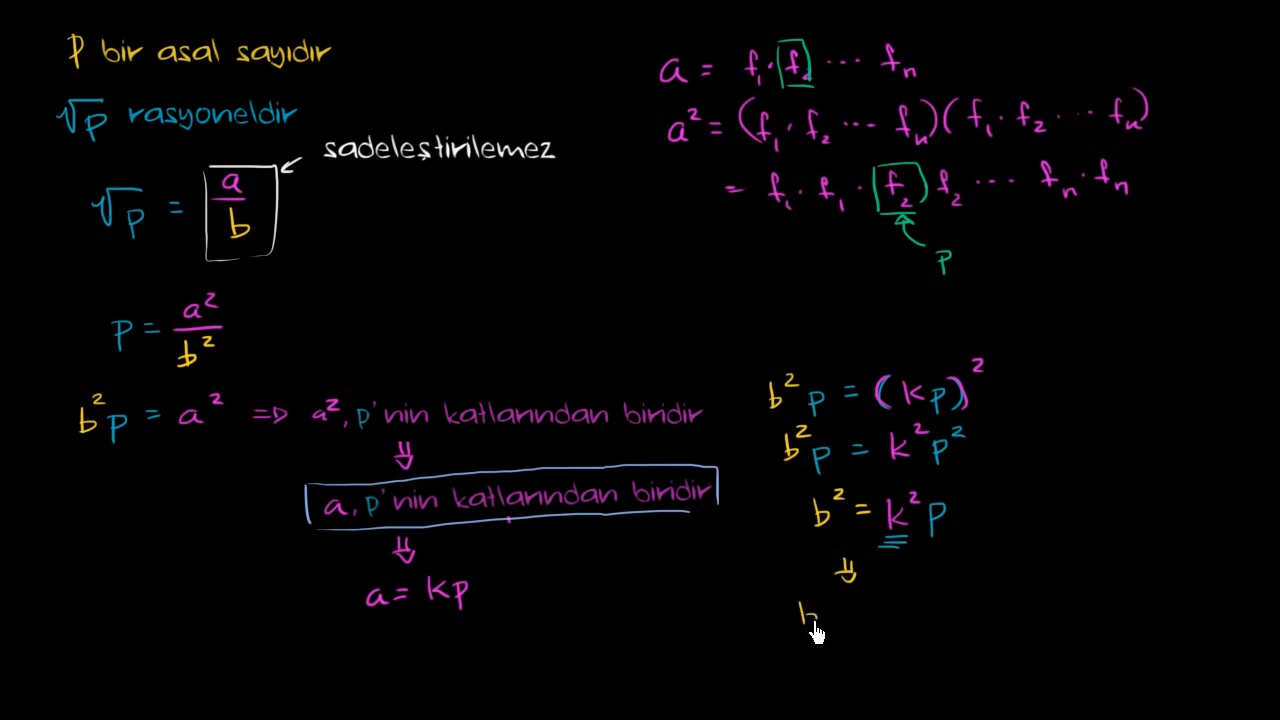 p bir asal sayıdır
√p rasyoneldir
sadeleştirilemez
√p = a/b
p = a²/b²
b²p = a² => a², p'nin katlarından biridir
⇓
a, p'nin katlarından biridir
⇓
a = kp
a = f₁ · f₂ ... fₙ
a² = (f₁ · f₂ ... fₙ)(f₁ · f₂ ... fₙ)
= f₁ · f₁ · f₂) f₂ ... fₙ · fₙ
p
b²p = (kp)²
b²p = k²p²
b² = k²p
⇓